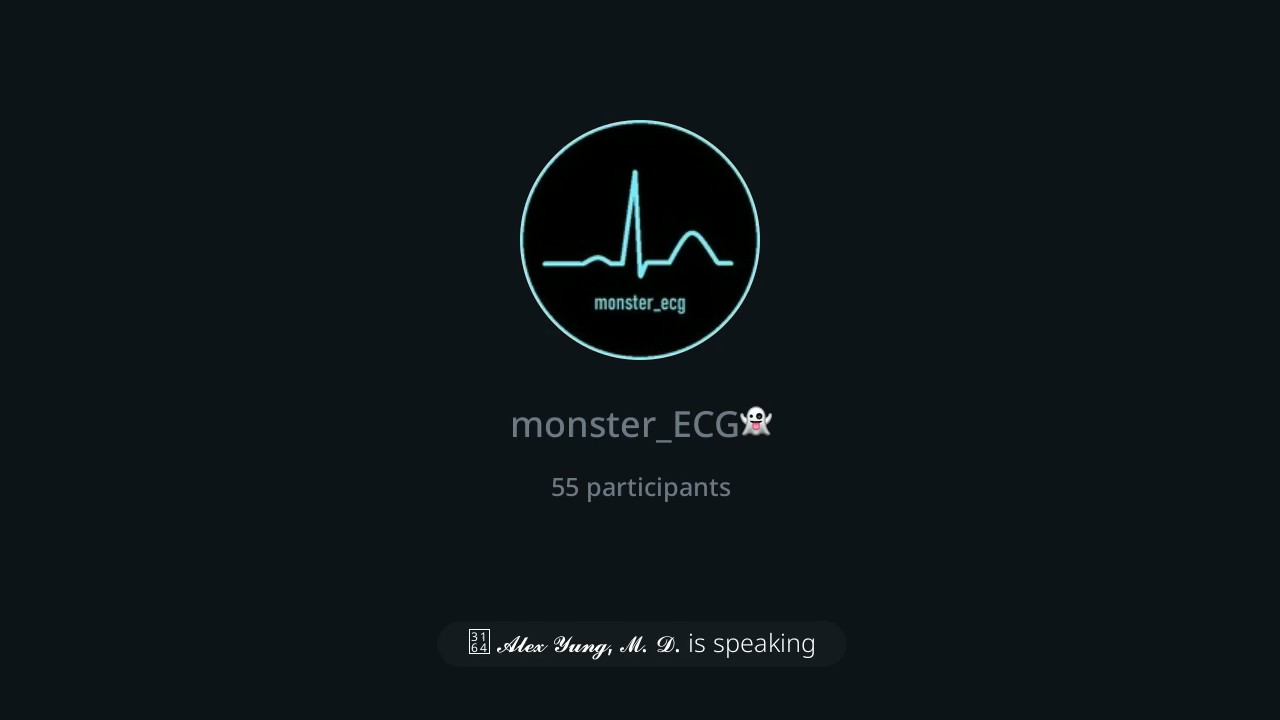 monster_ecg
monster_ECG👻
55 participants
𝓐𝓵𝓮𝔁 𝓨𝓾𝓷𝓰, 𝓜. 𝓓. is speaking